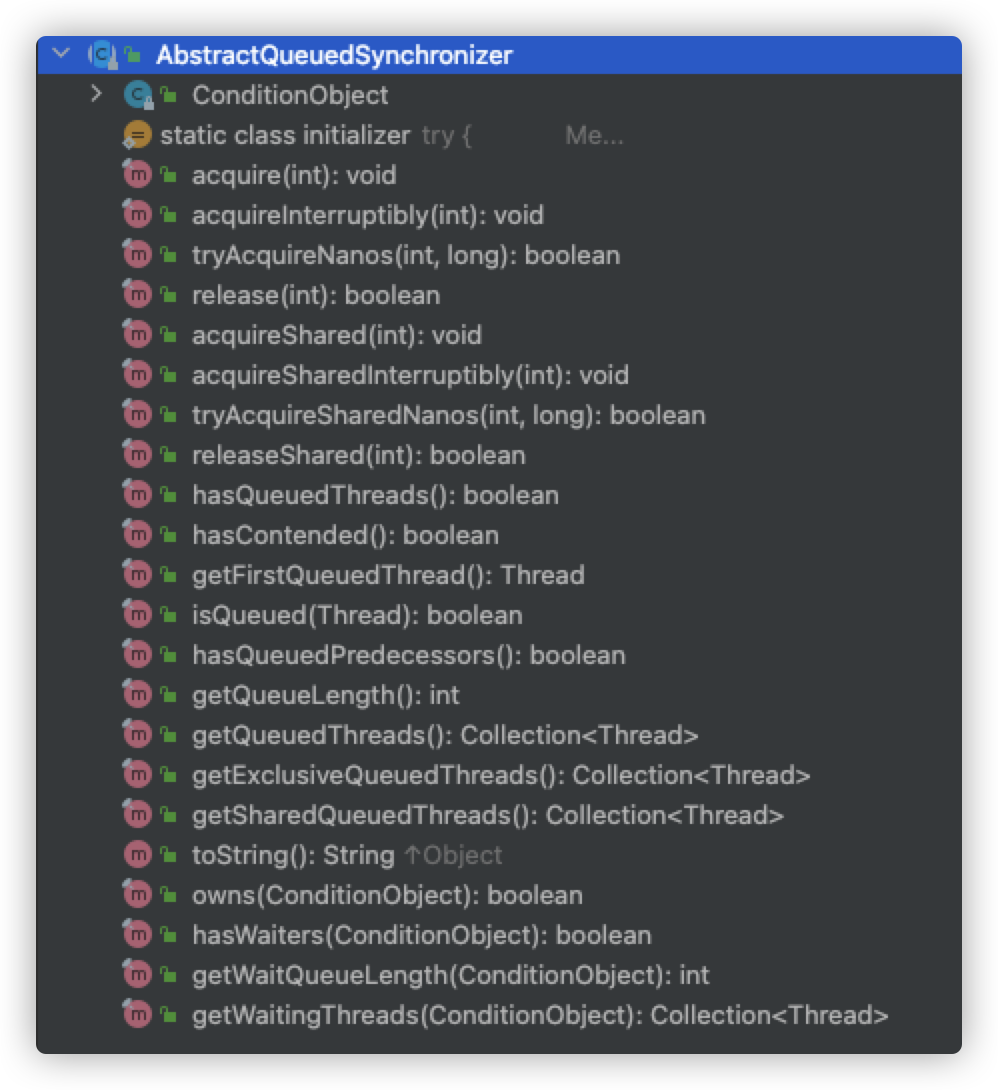 AbstractQueuedSynchronizer
ConditionObject
static class initializer try { Me...
acquire(int): void
acquireInterruptibly(int): void
tryAcquireNanos(int, long): boolean
release(int): boolean
acquireShared(int): void
acquireSharedInterruptibly(int): void
tryAcquireSharedNanos(int, long): boolean
releaseShared(int): boolean
hasQueuedThreads(): boolean
hasContended(): boolean
getFirstQueuedThread(): Thread
isQueued(Thread): boolean
hasQueuedPredecessors(): boolean
getQueueLength(): int
getQueuedThreads(): Collection<Thread>
getExclusiveQueuedThreads(): Collection<Thread>
getSharedQueuedThreads(): Collection<Thread>
toString(): String ↑Object
owns(ConditionObject): boolean
hasWaiters(ConditionObject): boolean
getWaitQueueLength(ConditionObject): int
getWaitingThreads(ConditionObject): Collection<Thread>